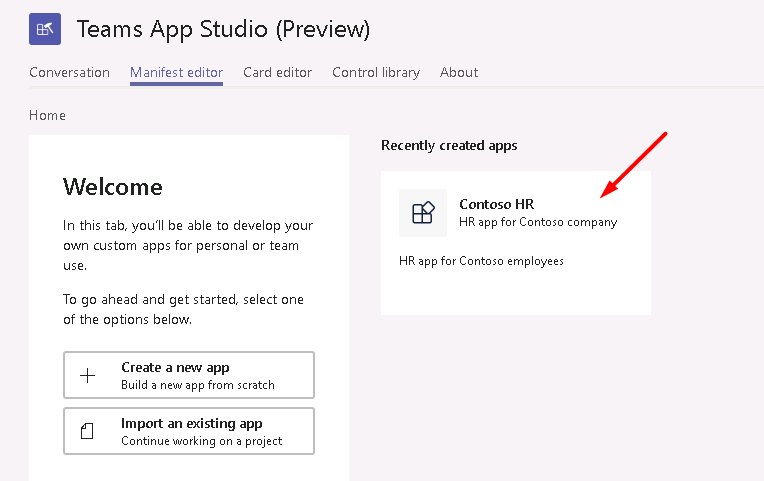 Teams App Studio (Preview)
Conversation Manifest editor Card editor Control library About
Home
Welcome
In this tab, you'll be able to develop your
own custom apps for personal or team
use.
To go ahead and get started, select one
of the options below.
Create a new app
Build a new app from scratch
Import an existing app
Continue working on a project
Recently created apps
Contoso HR
HR app for Contoso company
HR app for Contoso employees